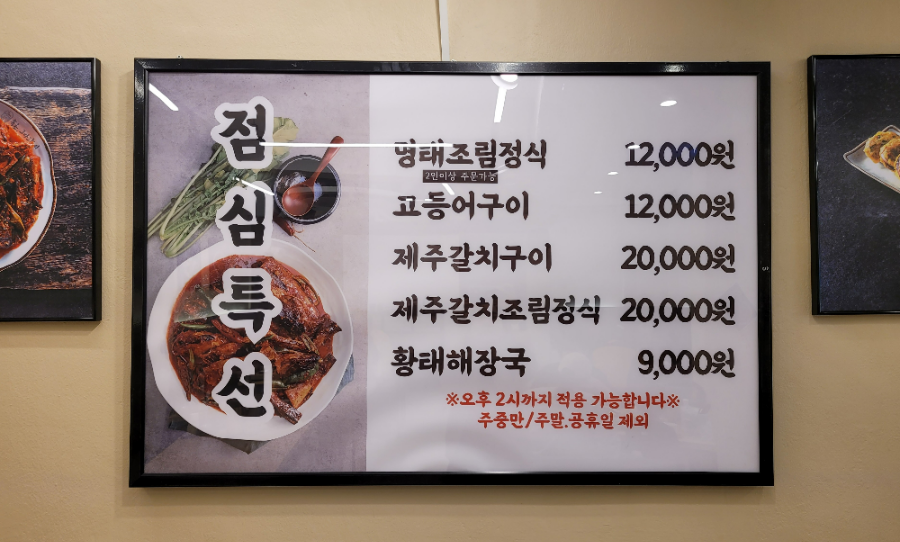 점심특선
명태조림정식 12,000원
2인이상 주문가능
고등어구이 12,000원
제주갈치구이 20,000원
제주갈치조림정식 20,000원
황태해장국 9,000원
※오후 2시까지 적용 가능합니다※
주중만/주말.공휴일 제외